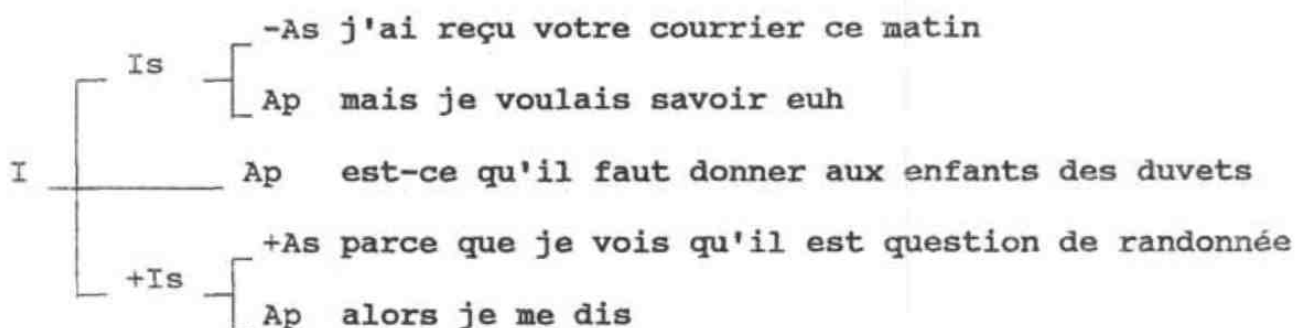 -As j'ai reçu votre courrier ce matin
Is
Ap mais je voulais savoir euh
I Ap est-ce qu'il faut donner aux enfants des duvets
+As parce que je vois qu'il est question de randonnée
+Is
Ap alors je me dis